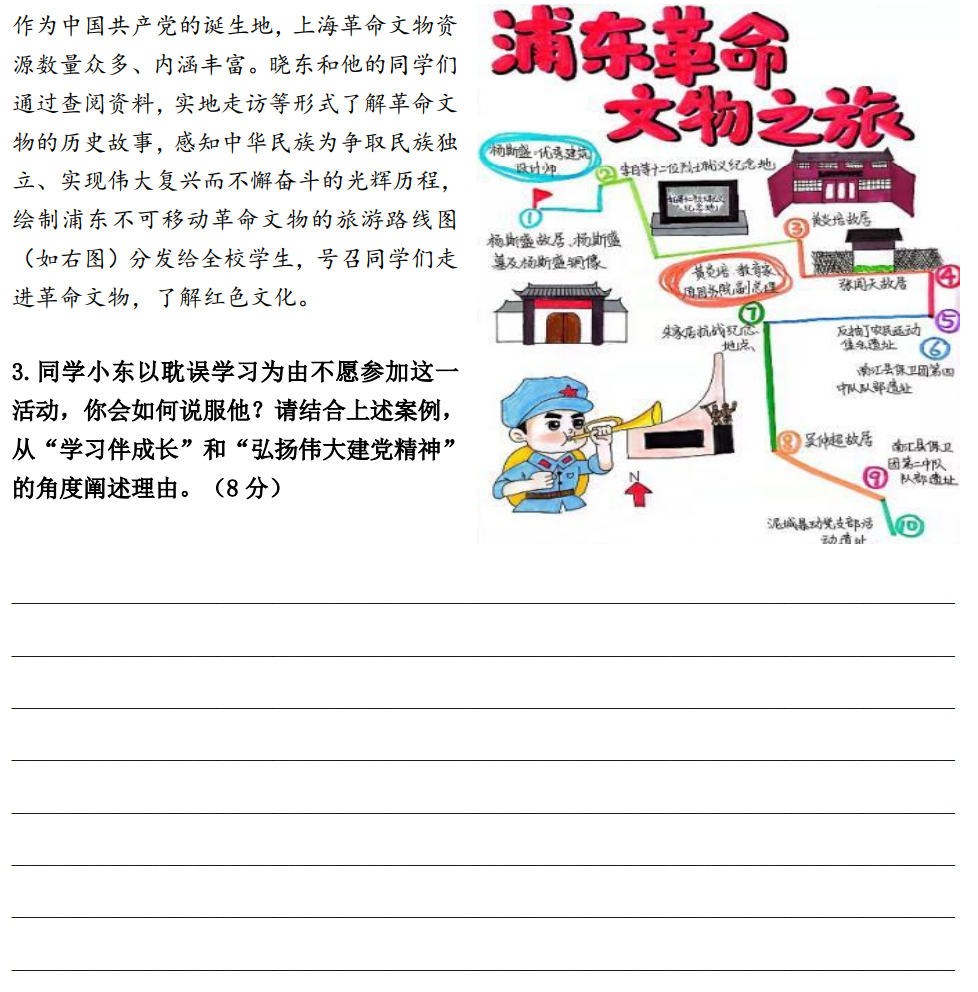 作为中国共产党的诞生地，上海革命文物资
源数量众多、内涵丰富。晓东和他的同学们
通过查阅资料，实地走访等形式了解革命文
物的历史故事，感知中华民族为争取民族独
立、实现伟大复兴而不懈奋斗的光辉历程，
绘制浦东不可移动革命文物的旅游路线图
（如右图）分发给全校学生，号召同学们走
进革命文物，了解红色文化。
3.同学小东以耽误学习为由不愿参加这一
活动，你会如何说服他？请结合上述案例，
从“学习伴成长”和“弘扬伟大建党精神”
的角度阐述理由。（8 分）
浦东革命
文物之旅
杨斯盛:优秀建筑
设计师
①
杨斯盛故居、杨斯盛
墓及杨斯盛铜像
②
李白等十二位烈士就义纪念地
③
黄炎培故居
黄炎培 教育家
张闻天故居
④
⑤
反抽丁农民运动
集会遗址
⑥
南汇县保卫团第四
中队队部遗址
⑦
朱家店抗战纪念
地点
⑧
吴仲超故居
南汇县保卫
团第二中队
队部遗址
⑨
N
泥城暴动党支部活
动遗址
⑩